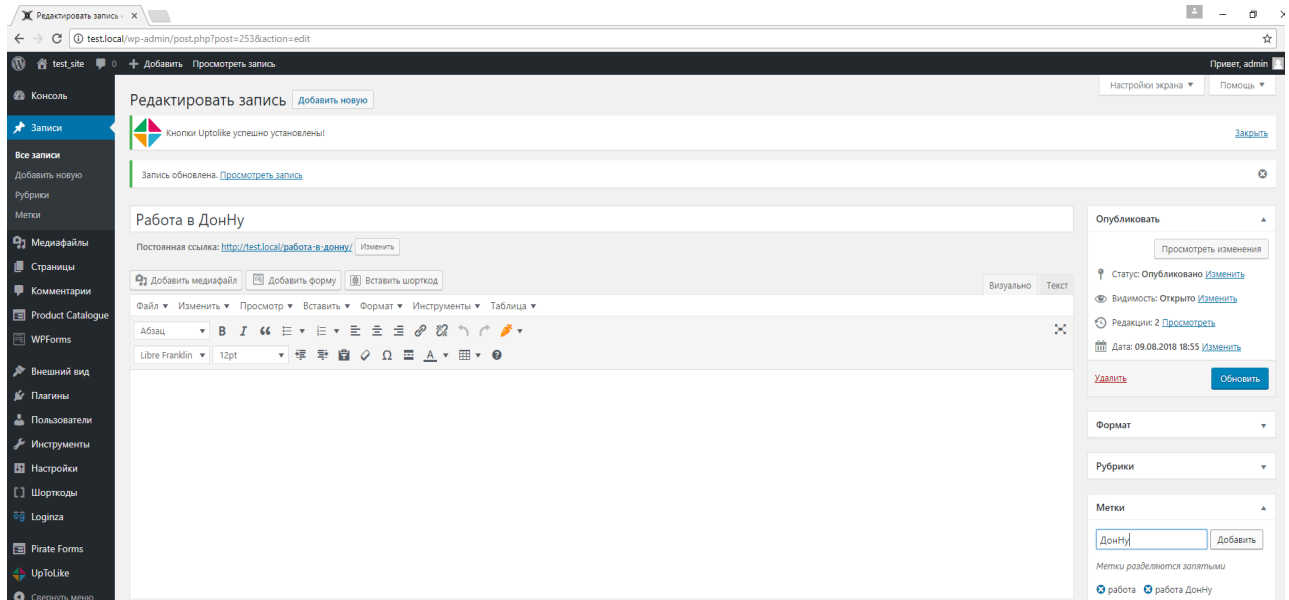 Редактировать запись
test.local/wp-admin/post.php?post=253&action=edit
test_site 0 + Добавить Просмотреть запись Привет, admin
Настройки экрана ▼ Помощь ▼
Консоль
Записи
Все записи
Добавить новую
Рубрики
Метки
Медиафайлы
Страницы
Комментарии
Product Catalogue
WPForms
Внешний вид
Плагины
Пользователи
Инструменты
Настройки
Шорткоды
Loginza
Pirate Forms
UpToLike
Свернуть меню
Редактировать запись Добавить новую
Кнопки Uptolike успешно установлены! Закрыть
Запись обновлена. Просмотреть запись
Работа в ДонНу
Постоянная ссылка: http://test.local/работа-в-донну/ Изменить
Добавить медиафайл Добавить форму Вставить шорткод Визуально Текст
Файл ▼ Изменить ▼ Просмотр ▼ Вставить ▼ Формат ▼ Инструменты ▼ Таблица ▼
Абзац ▼ B I
Libre Franklin ▼ 12pt ▼ Ω A ▼
Опубликовать
Просмотреть изменения
Статус: Опубликовано Изменить
Видимость: Открыто Изменить
Редакции: 2 Просмотреть
Дата: 09.08.2018 18:55 Изменить
Удалить Обновить
Формат
Рубрики
Метки
ДонНу Добавить
Метки разделяются запятыми
работа работа ДонНу